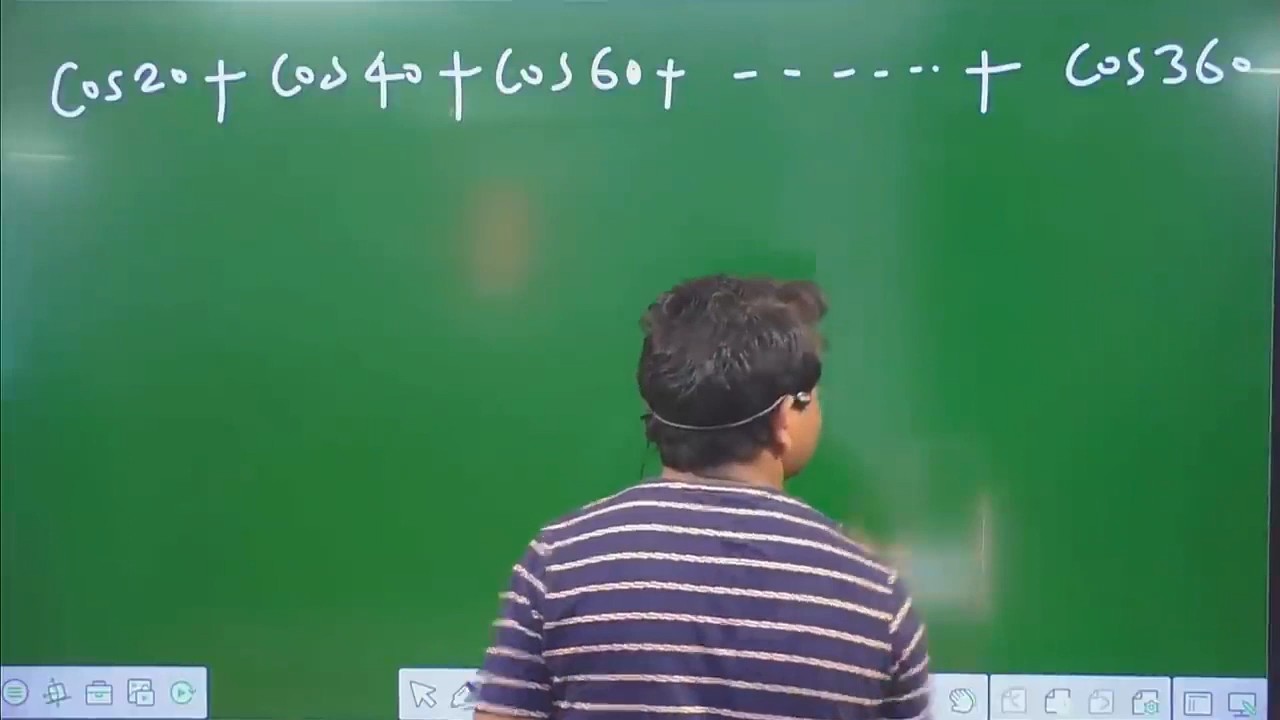 cos20 + cos40 + cos60 + ------- + cos360